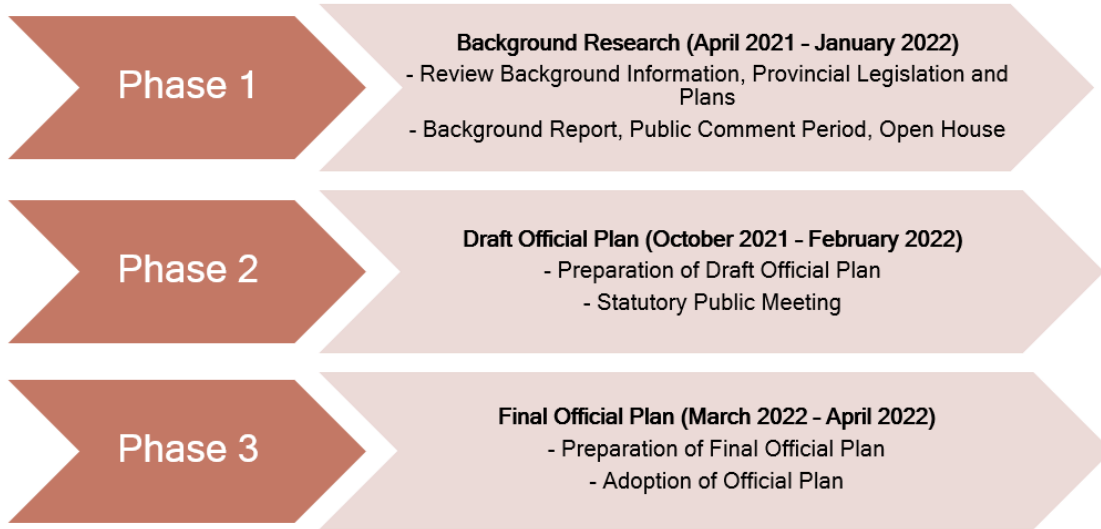 Phase 1
Background Research (April 2021 - January 2022)
- Review Background Information, Provincial Legislation and
Plans
- Background Report, Public Comment Period, Open House
Phase 2
Draft Official Plan (October 2021 - February 2022)
- Preparation of Draft Official Plan
- Statutory Public Meeting
Phase 3
Final Official Plan (March 2022 - April 2022)
- Preparation of Final Official Plan
- Adoption of Official Plan